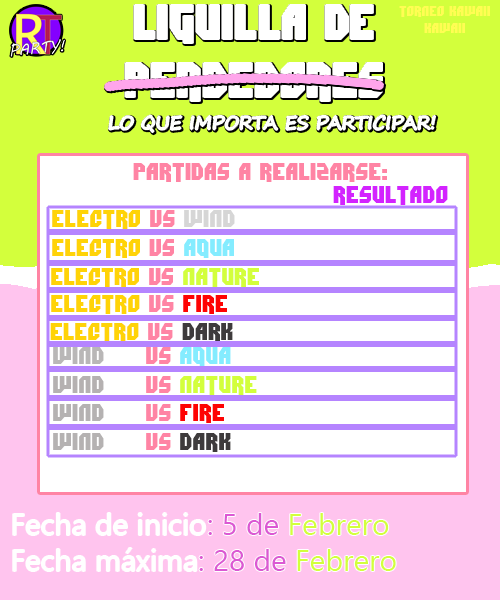 RT
PARTY!
LIGUILLA DE
PERDEDORES
LO QUE IMPORTA ES PARTICIPAR!
TORNEO KAWAII
KAWAII
PARTIDAS A REALIZARSE:
RESULTADO
ELECTRO VS WIND
ELECTRO VS AQUA
ELECTRO VS NATURE
ELECTRO VS FIRE
ELECTRO VS DARK
WIND VS AQUA
WIND VS NATURE
WIND VS FIRE
WIND VS DARK
Fecha de inicio: 5 de Febrero
Fecha máxima: 28 de Febrero